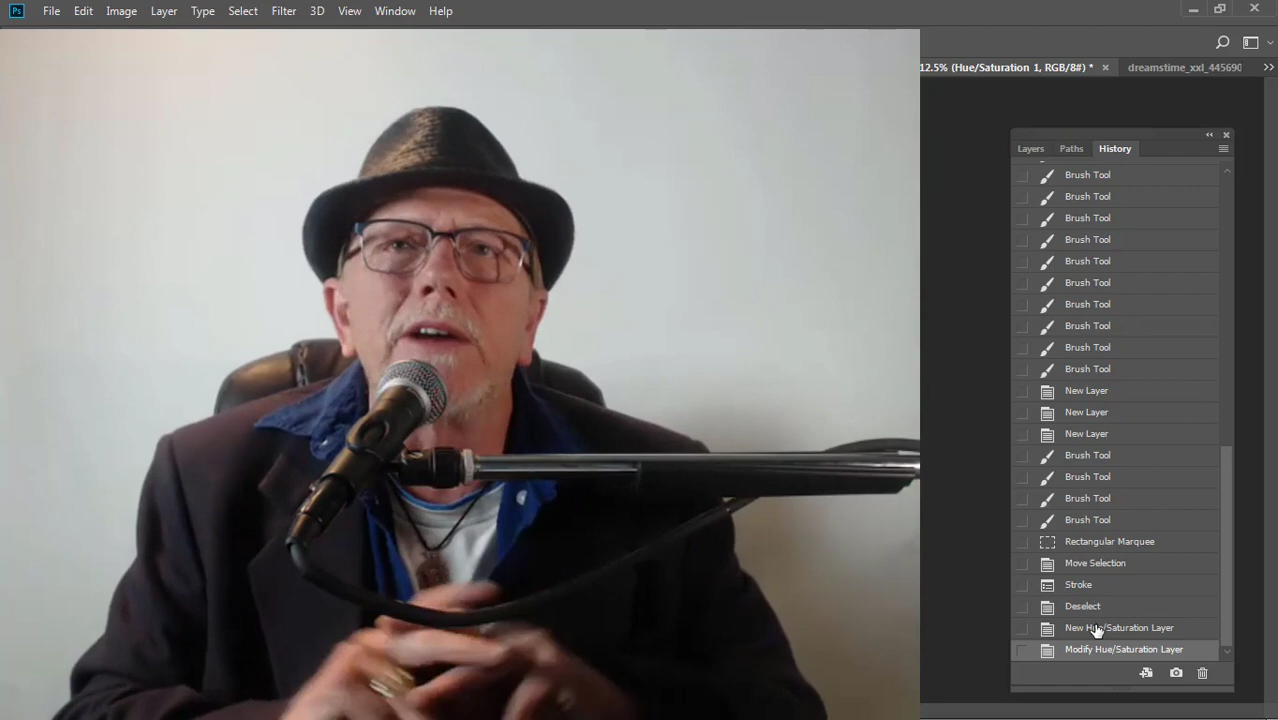 Ps File Edit Image Layer Type Select Filter 3D View Window Help
12.5% (Hue/Saturation 1, RGB/8#) * × dreamstime_xxl_445690 >>
Layers Paths History
Brush Tool
Brush Tool
Brush Tool
Brush Tool
Brush Tool
Brush Tool
Brush Tool
Brush Tool
Brush Tool
Brush Tool
New Layer
New Layer
New Layer
Brush Tool
Brush Tool
Brush Tool
Brush Tool
Rectangular Marquee
Move Selection
Stroke
Deselect
New Hue/Saturation Layer
Modify Hue/Saturation Layer